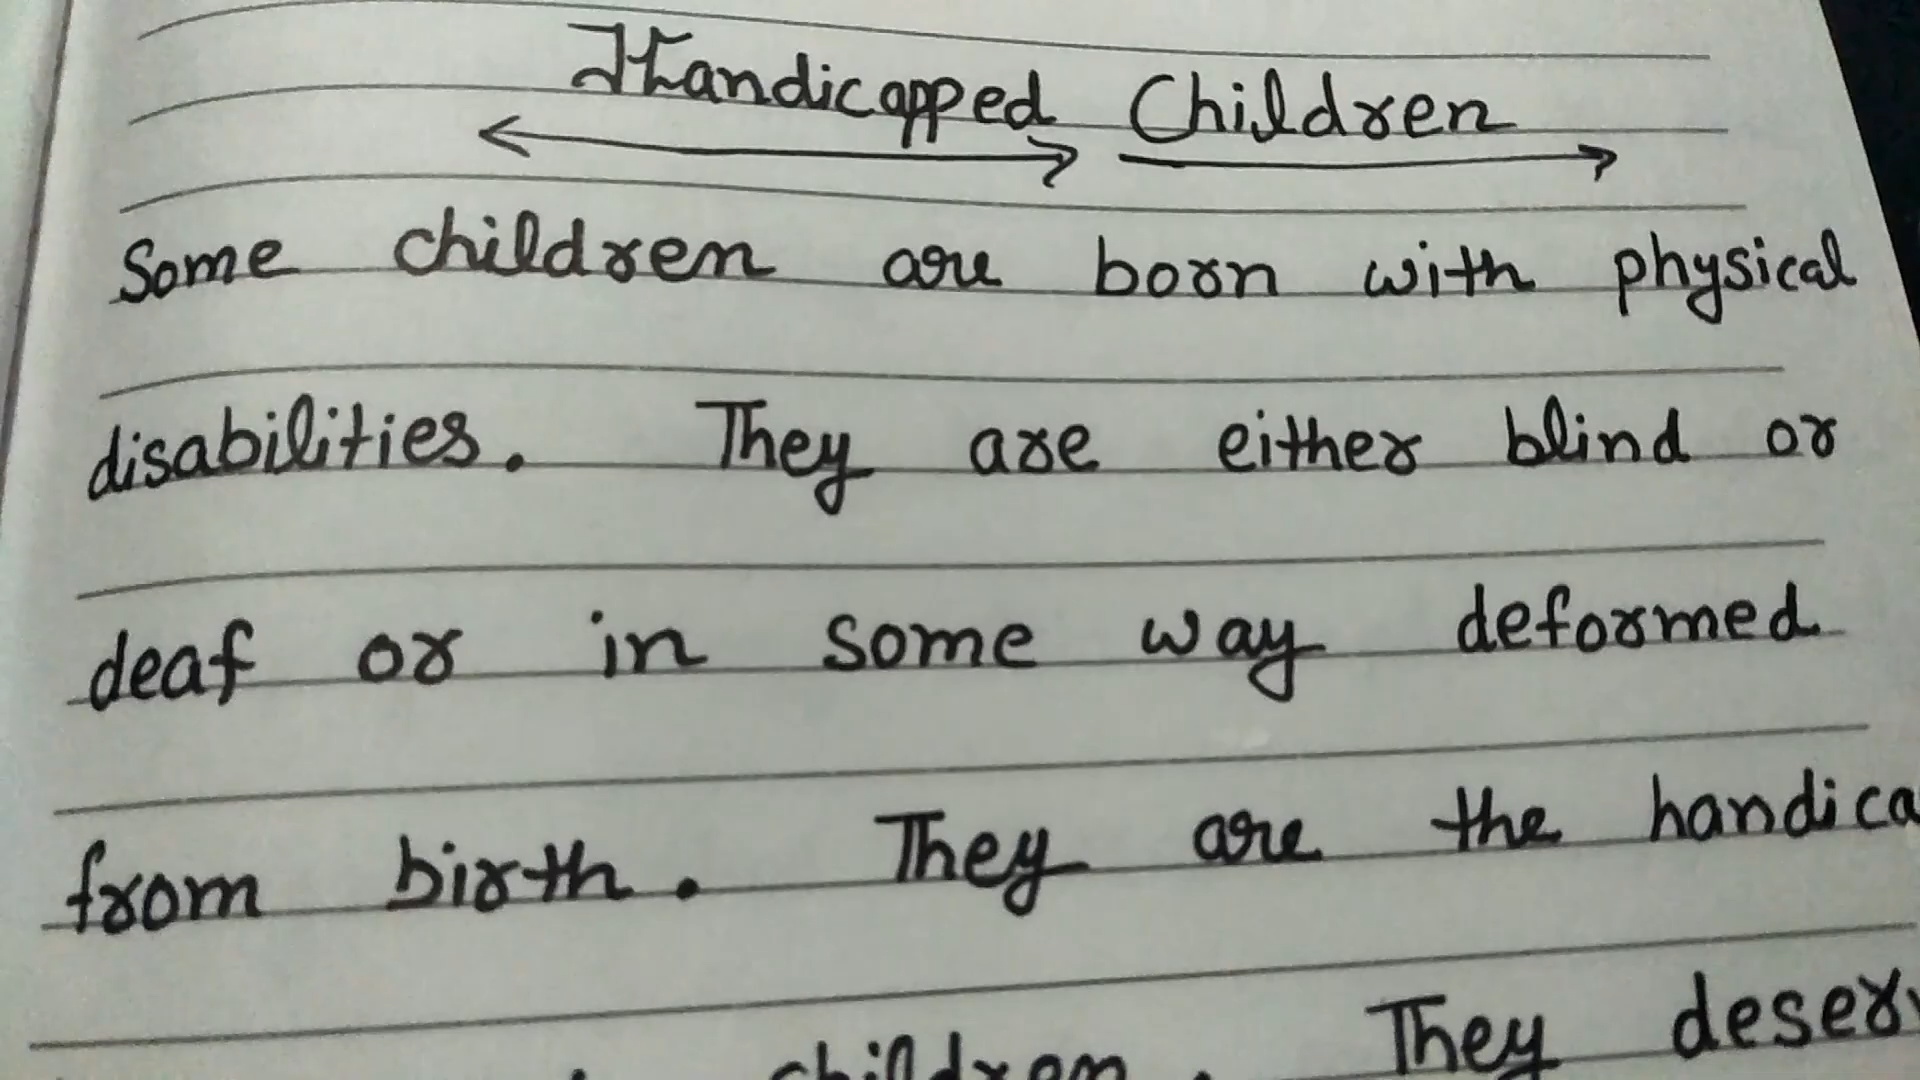 Handicapped Children
Some children are born with physical
disabilities. They are either blind or
deaf or in some way deformed
from birth. They are the handica
children. They deser